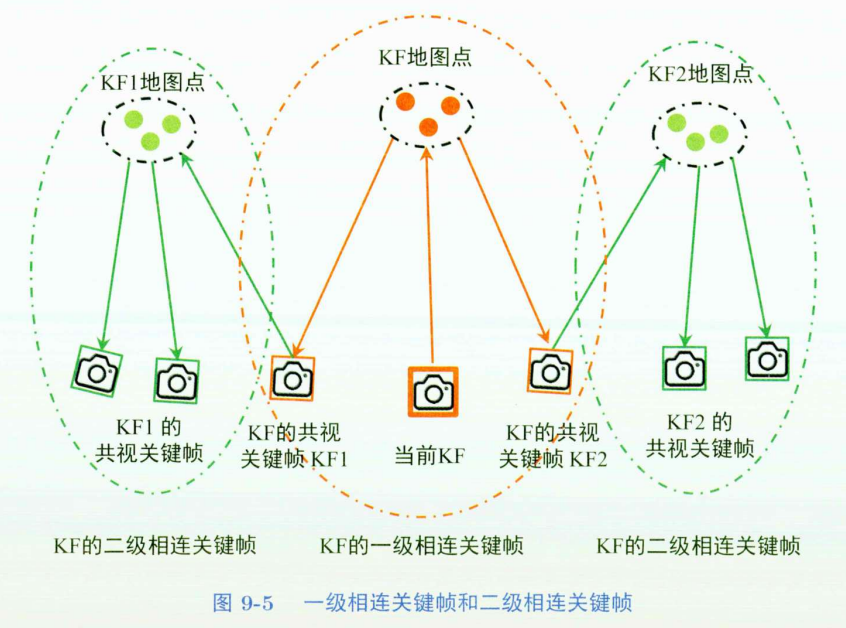 KF1地图点
KF地图点
KF2地图点
KF1 的
共视关键帧
KF的共视
关键帧 KF1
当前KF
KF的共视
关键帧 KF2
KF2 的
共视关键帧
KF的二级相连关键帧
KF的一级相连关键帧
KF的二级相连关键帧
图 9-5 一级相连关键帧和二级相连关键帧